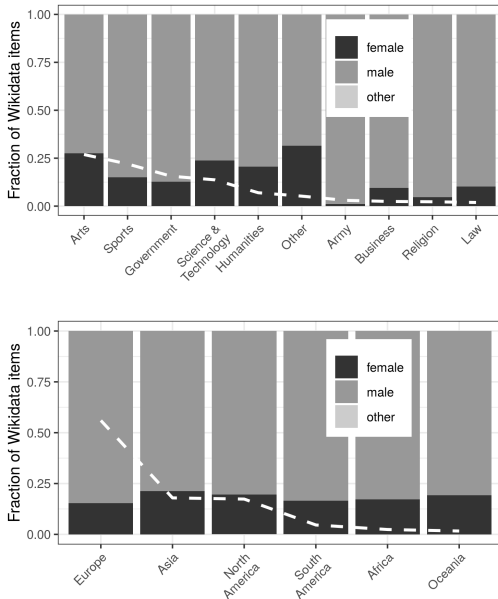 Fraction of Wikidata items
1.00
0.75
0.50
0.25
0.00
female
male
other
Arts
Sports
Government
Science &
Technology
Humanities
Other
Army
Business
Religion
Law
Fraction of Wikidata items
1.00
0.75
0.50
0.25
0.00
female
male
other
Europe
Asia
North
America
South
America
Africa
Oceania